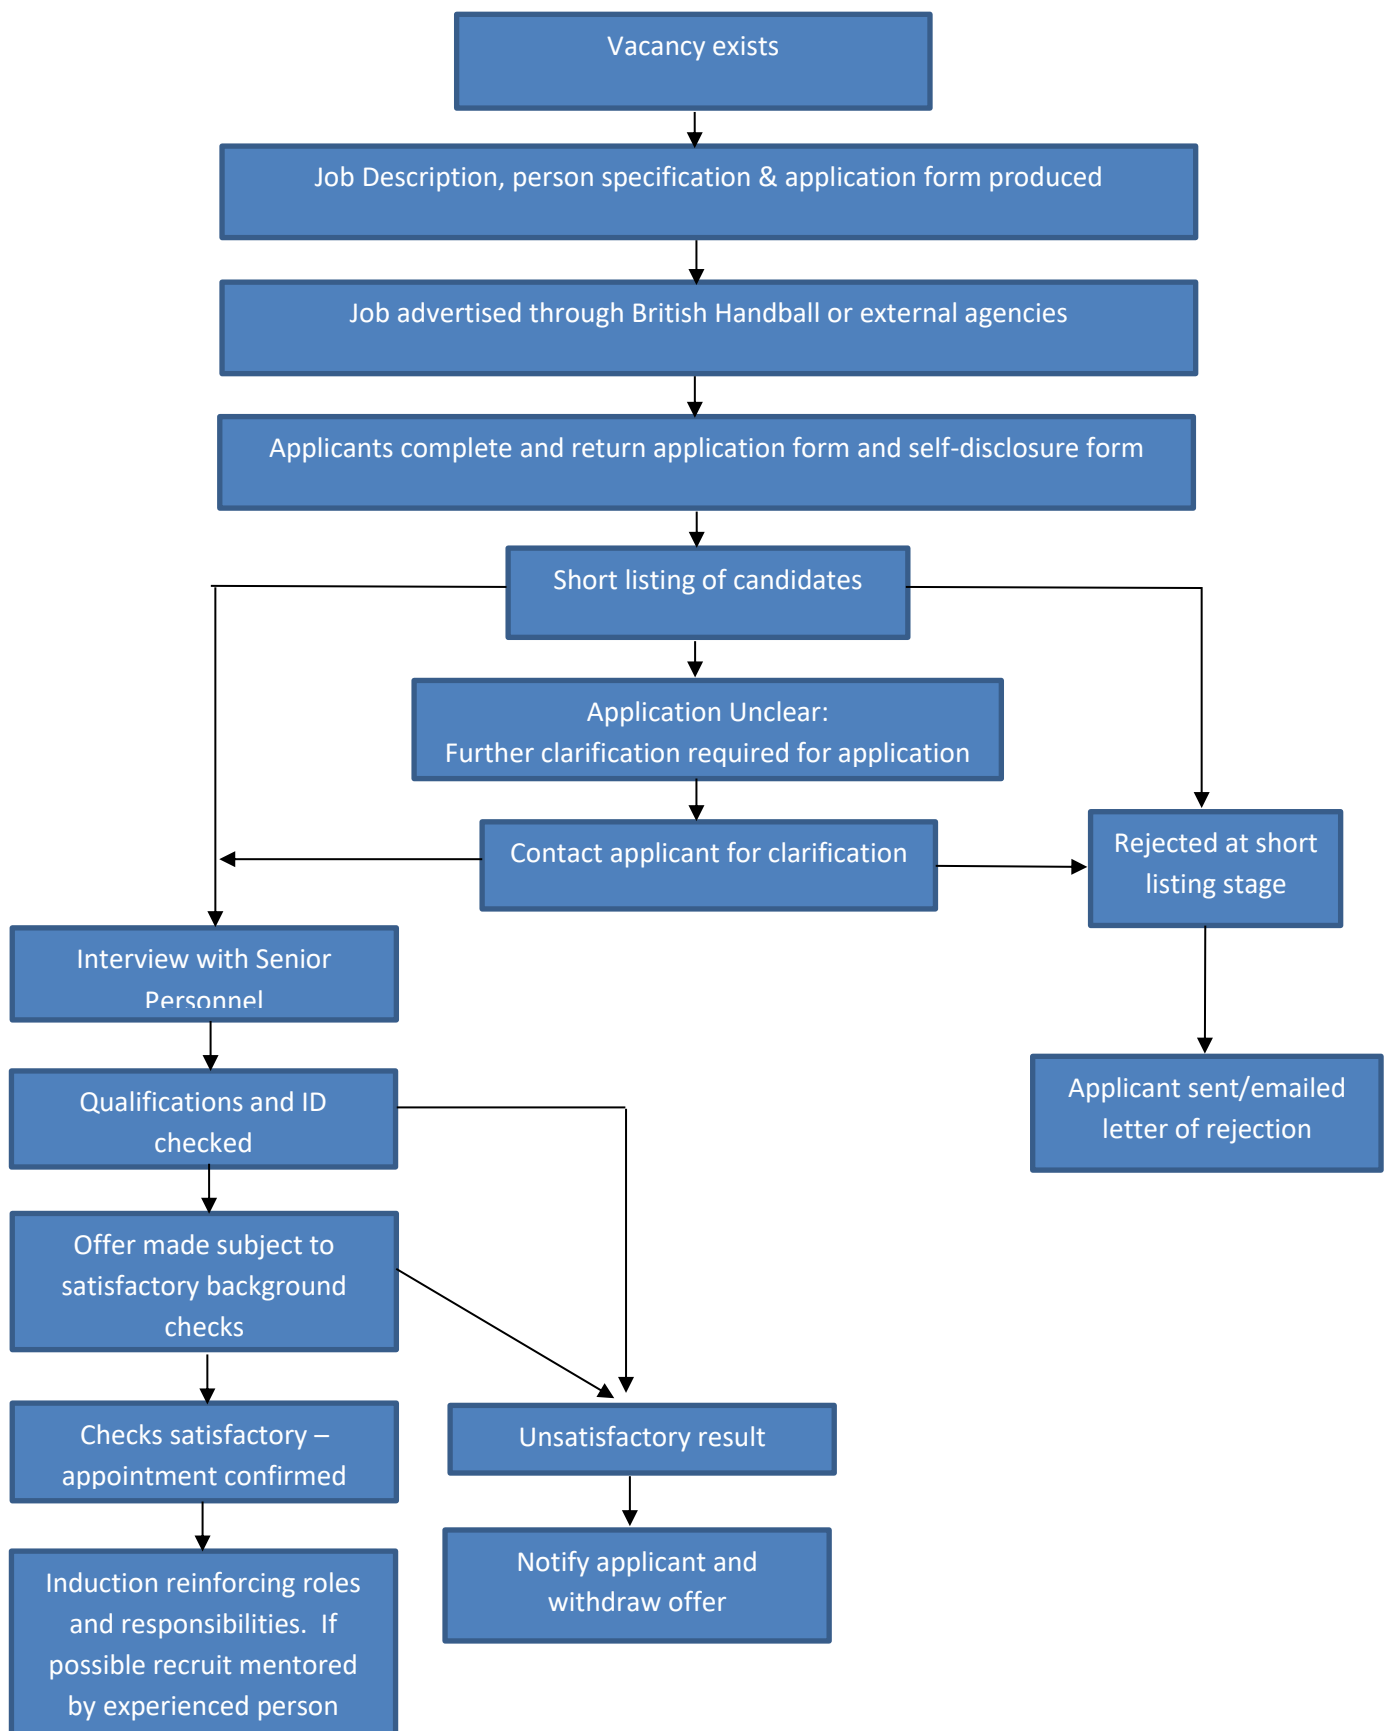 Vacancy exists
Job Description, person specification & application form produced
Job advertised through British Handball or external agencies
Applicants complete and return application form and self-disclosure form
Short listing of candidates
Application Unclear:
Further clarification required for application
Contact applicant for clarification
Rejected at short
listing stage
Interview with Senior
Personnel
Qualifications and ID
checked
Applicant sent/emailed
letter of rejection
Offer made subject to
satisfactory background
checks
Checks satisfactory –
appointment confirmed
Unsatisfactory result
Notify applicant and
withdraw offer
Induction reinforcing roles
and responsibilities.  If
possible recruit mentored
by experienced person